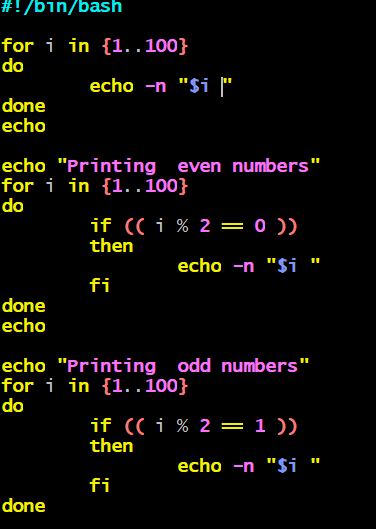 #!/bin/bash
for i in {1..100}
do
echo -n "$i "
done
echo
echo "Printing  even numbers"
for i in {1..100}
do
if (( i % 2 == 0 ))
then
echo -n "$i "
fi
done
echo
echo "Printing  odd numbers"
for i in {1..100}
do
if (( i % 2 == 1 ))
then
echo -n "$i "
fi
done